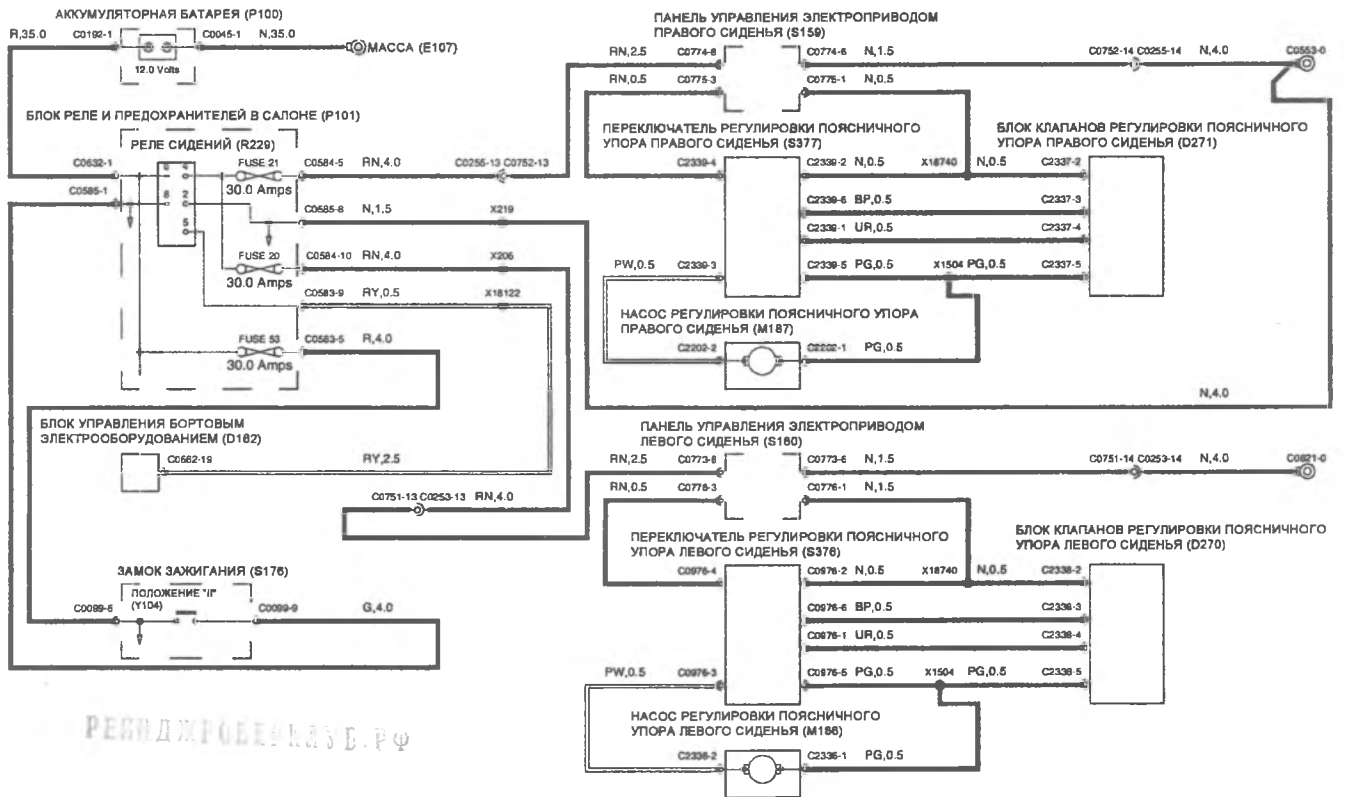 АККУМУЛЯТОРНАЯ БАТАРЕЯ (P100)
R,35.0 C0192-1 C0045-1 N,35.0
МАССА (E107)
12.0 Volts
БЛОК РЕЛЕ И ПРЕДОХРАНИТЕЛЕЙ В САЛОНЕ (P101)
РЕЛЕ СИДЕНИЙ (R229)
C0632-1
FUSE 21
30.0 Amps
C0584-5 RN,4.0 C0255-13 C0752-13
C0585-1
8 2
5
C0585-8 N,1.5 X219
FUSE 20
30.0 Amps
C0584-10 RN,4.0 X206
C0583-9 RY,0.5 X18122
FUSE 53
30.0 Amps
C0583-5 R,4.0
БЛОК УПРАВЛЕНИЯ БОРТОВЫМ
ЭЛЕКТРООБОРУДОВАНИЕМ (D162)
C0662-19 RY,2.5
C0751-13 C0253-13 RN,4.0
ЗАМОК ЗАЖИГАНИЯ (S176)
ПОЛОЖЕНИЕ "II"
(Y104)
C0099-6 C0099-9 G,4.0
ПАНЕЛЬ УПРАВЛЕНИЯ ЭЛЕКТРОПРИВОДОМ
ПРАВОГО СИДЕНЬЯ (S159)
RN,2.5 C0774-8 C0774-6 N,1.5 C0752-14 C0255-14 N,4.0 C0553-0
RN,0.5 C0775-3 C0775-1 N,0.5
ПЕРЕКЛЮЧАТЕЛЬ РЕГУЛИРОВКИ ПОЯСНИЧНОГО
УПОРА ПРАВОГО СИДЕНЬЯ (S377)
БЛОК КЛАПАНОВ РЕГУЛИРОВКИ ПОЯСНИЧНОГО
УПОРА ПРАВОГО СИДЕНЬЯ (D271)
C2339-4 C2339-2 N,0.5 X18740 N,0.5 C2337-2
C2339-6 BP,0.5 C2337-3
C2339-1 UR,0.5 C2337-4
PW,0.5 C2339-3 C2339-5 PG,0.5 X1504 PG,0.5 C2337-5
НАСОС РЕГУЛИРОВКИ ПОЯСНИЧНОГО УПОРА
ПРАВОГО СИДЕНЬЯ (M187)
C2202-2 C2202-1 PG,0.5
N,4.0
ПАНЕЛЬ УПРАВЛЕНИЯ ЭЛЕКТРОПРИВОДОМ
ЛЕВОГО СИДЕНЬЯ (S160)
RN,2.5 C0773-8 C0773-6 N,1.5 C0751-14 C0253-14 N,4.0 C0821-0
RN,0.5 C0776-3 C0776-1 N,1.5
ПЕРЕКЛЮЧАТЕЛЬ РЕГУЛИРОВКИ ПОЯСНИЧНОГО
УПОРА ЛЕВОГО СИДЕНЬЯ (S376)
БЛОК КЛАПАНОВ РЕГУЛИРОВКИ ПОЯСНИЧНОГО
УПОРА ЛЕВОГО СИДЕНЬЯ (D270)
C0976-4 C0976-2 N,0.5 X18740 N,0.5 C2338-2
C0976-6 BP,0.5 C2338-3
C0976-1 UR,0.5 C2338-4
PW,0.5 C0976-3 C0976-5 PG,0.5 X1504 PG,0.5 C2338-5
НАСОС РЕГУЛИРОВКИ ПОЯСНИЧНОГО
УПОРА ЛЕВОГО СИДЕНЬЯ (M186)
C2336-2 C2336-1 PG,0.5
РЕНДЖРОВЕРКЛУБ.РФ